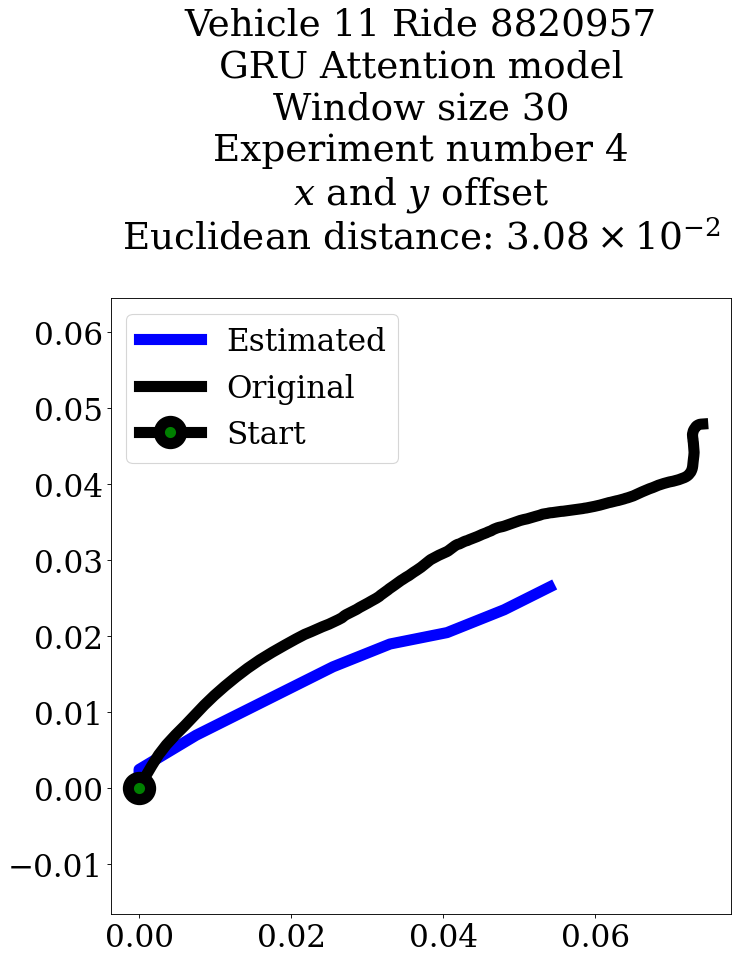 Vehicle 11 Ride 8820957
GRU Attention model
Window size 30
Experiment number 4
x and y offset
Euclidean distance: 3.08 × 10⁻²
Estimated
Original
Start
0.06
0.05
0.04
0.03
0.02
0.01
0.00
−0.01
0.00 0.02 0.04 0.06